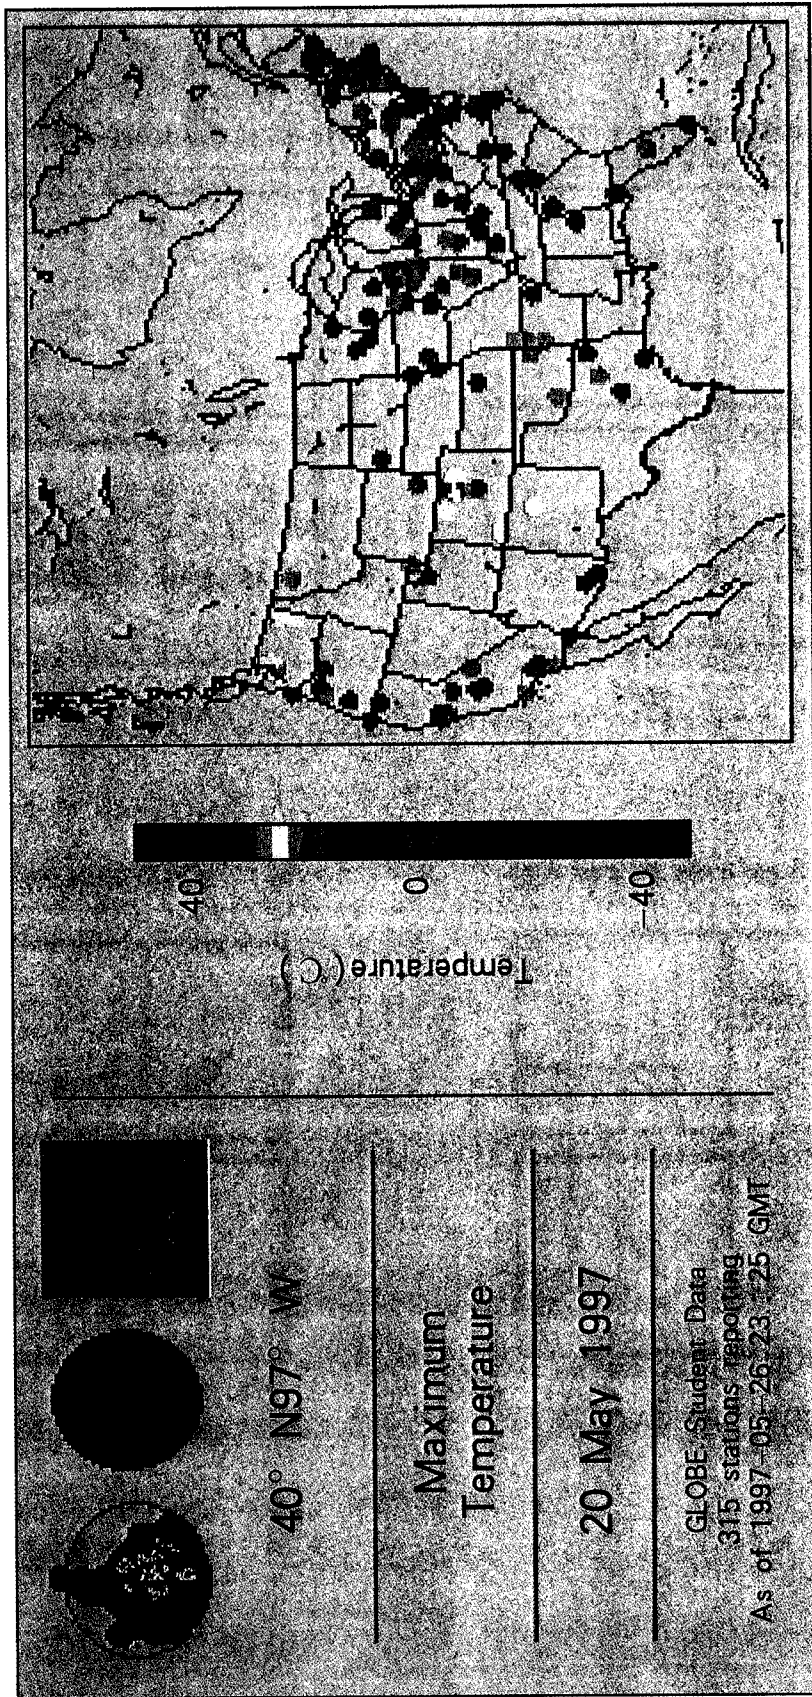 40° N97° W
Maximum
Temperature
20 May 1997
GLOBE Student Data
315 stations reporting
As of 1997-05-26:23::25 GMT
Temperature (°C)
40
0
-40